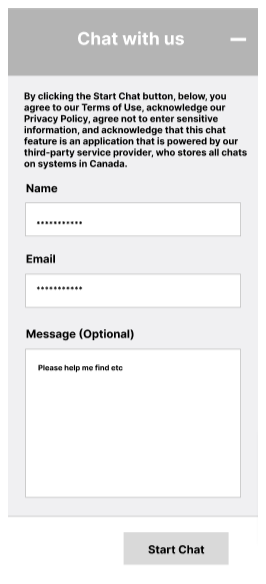 Chat with us
By clicking the Start Chat button, below, you
agree to our Terms of Use, acknowledge our
Privacy Policy, agree not to enter sensitive
information, and acknowledge that this chat
feature is an application that is powered by our
third-party service provider, who stores all chats
on systems in Canada.
Name
...........
Email
...........
Message (Optional)
Please help me find etc
Start Chat